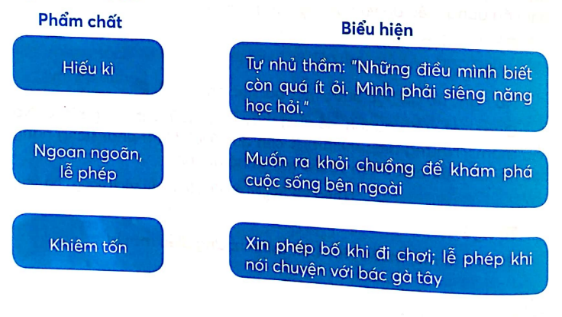 Phẩm chất
Biểu hiện
Hiếu kì
Tự nhủ thầm: "Những điều mình biết
còn quá ít ỏi. Mình phải siêng năng
học hỏi."
Ngoan ngoãn,
lễ phép
Muốn ra khỏi chuồng để khám phá
cuộc sống bên ngoài
Khiêm tốn
Xin phép bố khi đi chơi; lễ phép khi
nói chuyện với bác gà tây